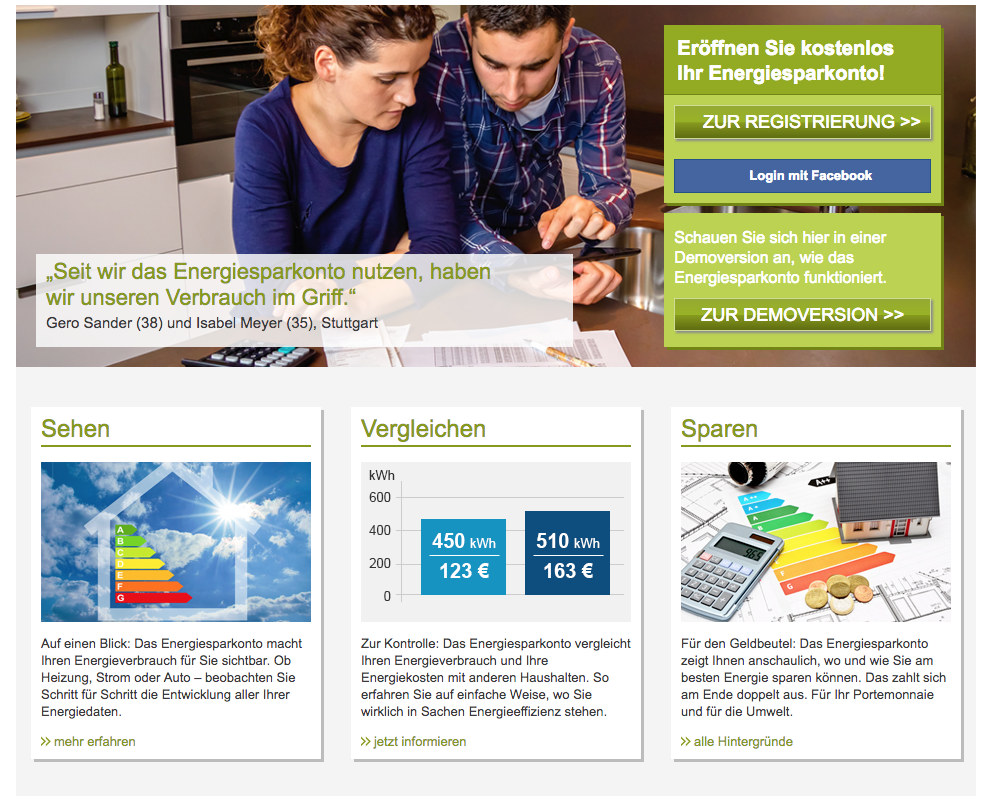 Eröffnen Sie kostenlos
Ihr Energiesparkonto!
ZUR REGISTRIERUNG >>
Login mit Facebook
Schauen Sie sich hier in einer
Demoversion an, wie das
Energiesparkonto funktioniert.
ZUR DEMOVERSION >>
„Seit wir das Energiesparkonto nutzen, haben
wir unseren Verbrauch im Griff.“
Gero Sander (38) und Isabel Meyer (35), Stuttgart
Sehen
A
B
C
D
E
F
G
Auf einen Blick: Das Energiesparkonto macht
Ihren Energieverbrauch für Sie sichtbar. Ob
Heizung, Strom oder Auto – beobachten Sie
Schritt für Schritt die Entwicklung aller Ihrer
Energiedaten.
» mehr erfahren
Vergleichen
kWh
600
400
200
0
450 kWh
123 €
510 kWh
163 €
Zur Kontrolle: Das Energiesparkonto vergleicht
Ihren Energieverbrauch und Ihre
Energiekosten mit anderen Haushalten. So
erfahren Sie auf einfache Weise, wo Sie
wirklich in Sachen Energieeffizienz stehen.
» jetzt informieren
Sparen
A++
A++
A+
A
Für den Geldbeutel: Das Energiesparkonto
zeigt Ihnen anschaulich, wo und wie Sie am
besten Energie sparen können. Das zahlt sich
am Ende doppelt aus. Für Ihr Portemonnaie
und für die Umwelt.
» alle Hintergründe